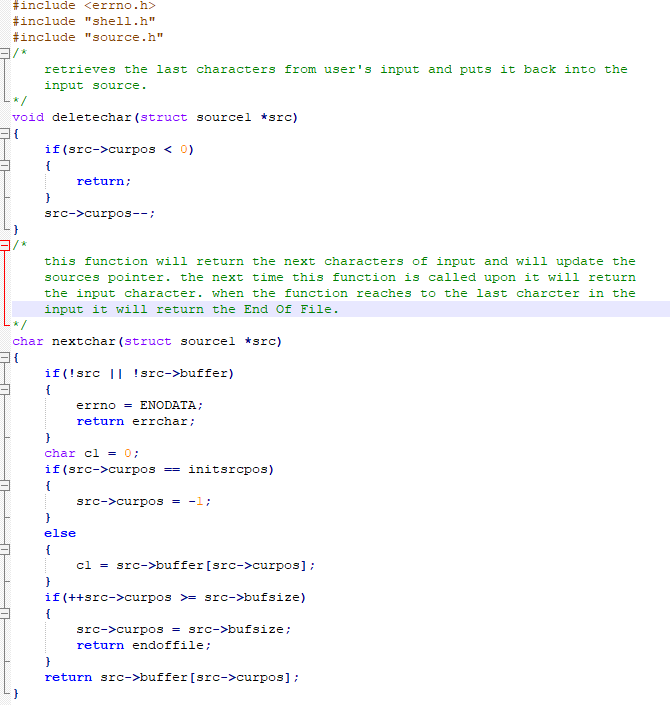 #include <errno.h>
#include "shell.h"
#include "source.h"
/*
    retrieves the last characters from user's input and puts it back into the
    input source.
*/
void deletechar(struct source1 *src)
{
    if(src->curpos < 0)
    {
        return;
    }
    src->curpos--;
}
/*
    this function will return the next characters of input and will update the
    sources pointer. the next time this function is called upon it will return
    the input character. when the function reaches to the last charcter in the
    input it will return the End Of File.
*/
char nextchar(struct source1 *src)
{
    if(!src || !src->buffer)
    {
        errno = ENODATA;
        return errchar;
    }
    char c1 = 0;
    if(src->curpos == initsrcpos)
    {
        src->curpos = -1;
    }
    else
    {
        c1 = src->buffer[src->curpos];
    }
    if(++src->curpos >= src->bufsize)
    {
        src->curpos = src->bufsize;
        return endoffile;
    }
    return src->buffer[src->curpos];
}